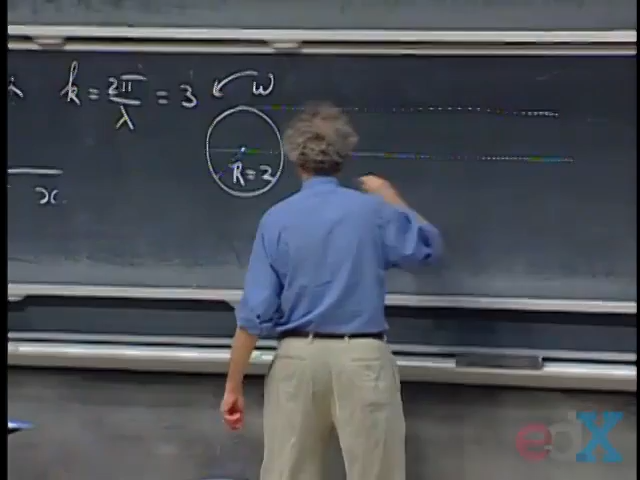 k = 2π/λ = 3
ω
R = 2
x
edX